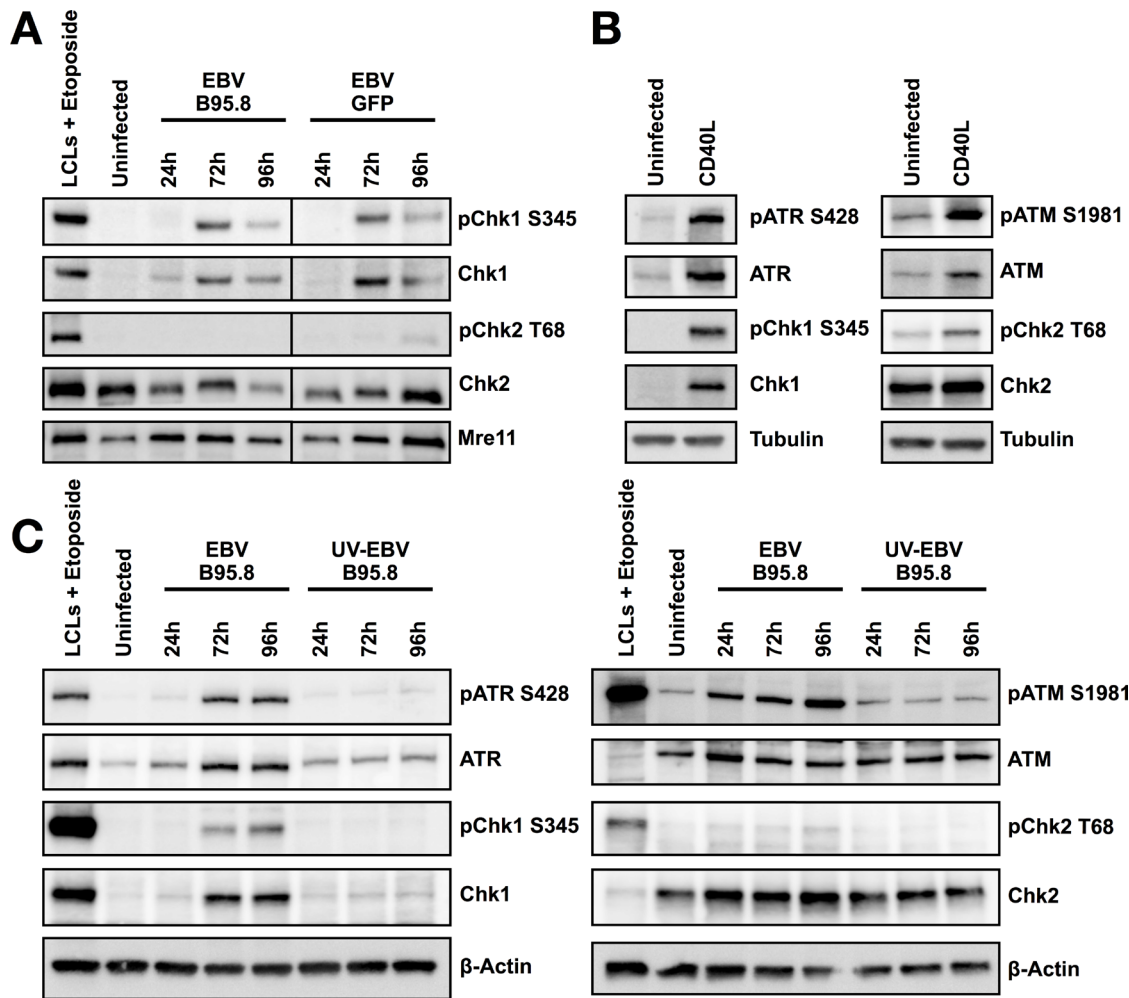 A
LCLs + Etoposide
Uninfected
EBV
B95.8
EBV
GFP
24h
72h
96h
24h
72h
96h
pChk1 S345
Chk1
pChk2 T68
Chk2
Mre11
B
Uninfected
CD40L
pATR S428
ATR
pChk1 S345
Chk1
Tubulin
Uninfected
CD40L
pATM S1981
ATM
pChk2 T68
Chk2
Tubulin
C
LCLs + Etoposide
Uninfected
EBV
B95.8
UV-EBV
B95.8
24h
72h
96h
24h
72h
96h
pATR S428
ATR
pChk1 S345
Chk1
β-Actin
LCLs + Etoposide
Uninfected
EBV
B95.8
UV-EBV
B95.8
24h
72h
96h
24h
72h
96h
pATM S1981
ATM
pChk2 T68
Chk2
β-Actin